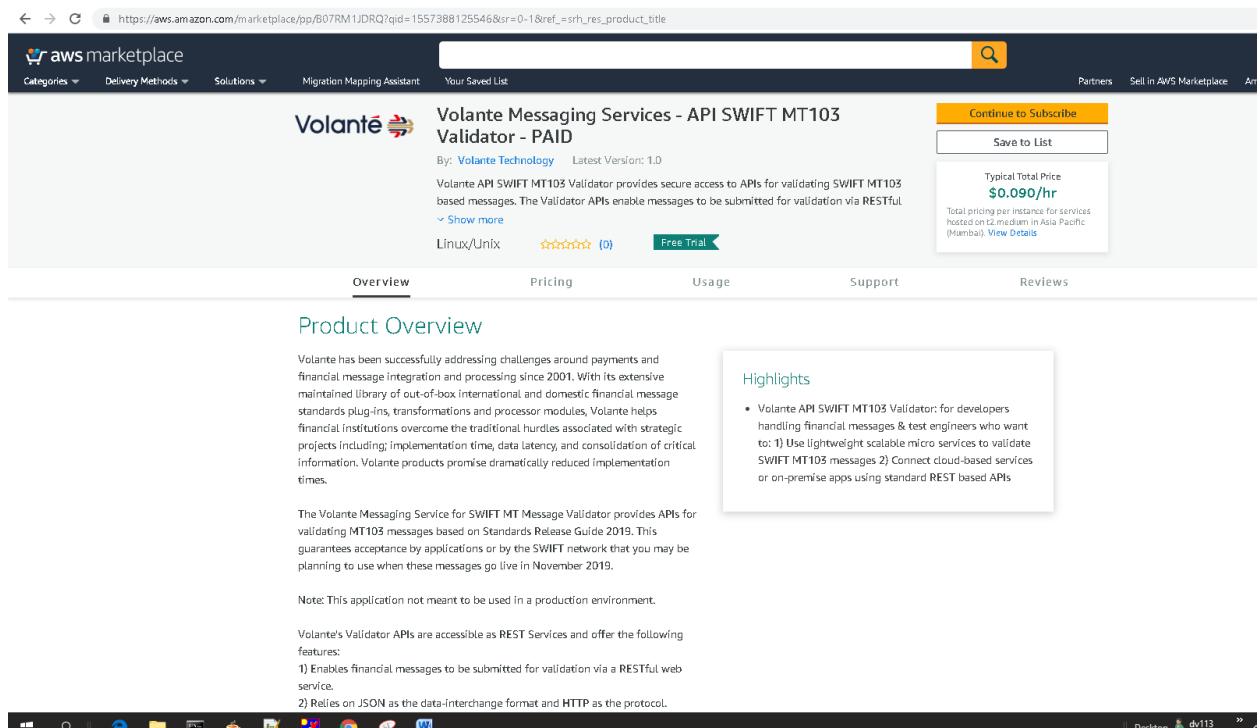 https://aws.amazon.com/marketplace/pp/B07RM1JDRQ?qid=1557388125546&sr=0-1&ref_=srh_res_product_title
aws marketplace
Categories Delivery Methods Solutions Migration Mapping Assistant Your Saved List Partners Sell in AWS Marketplace Am
Volanté
Volante Messaging Services - API SWIFT MT103
Validator - PAID
By: Volante Technology Latest Version: 1.0
Volante API SWIFT MT103 Validator provides secure access to APIs for validating SWIFT MT103
based messages. The Validator APIs enable messages to be submitted for validation via RESTful
Show more
Linux/Unix (0) Free Trial
Continue to Subscribe
Save to List
Typical Total Price
$0.090/hr
Total pricing per instance for services
hosted on t2.medium in Asia Pacific
(Mumbai). View Details
Overview Pricing Usage Support Reviews
Product Overview
Volante has been successfully addressing challenges around payments and
financial message integration and processing since 2001. With its extensive
maintained library of out-of-box international and domestic financial message
standards plug-ins, transformations and processor modules, Volante helps
financial institutions overcome the traditional hurdles associated with strategic
projects including; implementation time, data latency, and consolidation of critical
information. Volante products promise dramatically reduced implementation
times.
The Volante Messaging Service for SWIFT MT Message Validator provides APIs for
validating MT103 messages based on Standards Release Guide 2019. This
guarantees acceptance by applications or by the SWIFT network that you may be
planning to use when these messages go live in November 2019.
Note: This application not meant to be used in a production environment.
Volante's Validator APIs are accessible as REST Services and offer the following
features:
1) Enables financial messages to be submitted for validation via a RESTful web
service.
2) Relies on JSON as the data-interchange format and HTTP as the protocol.
Highlights
• Volante API SWIFT MT103 Validator: for developers
handling financial messages & test engineers who want
to: 1) Use lightweight scalable micro services to validate
SWIFT MT103 messages 2) Connect cloud-based services
or on-premise apps using standard REST based APIs
Desktop dv113